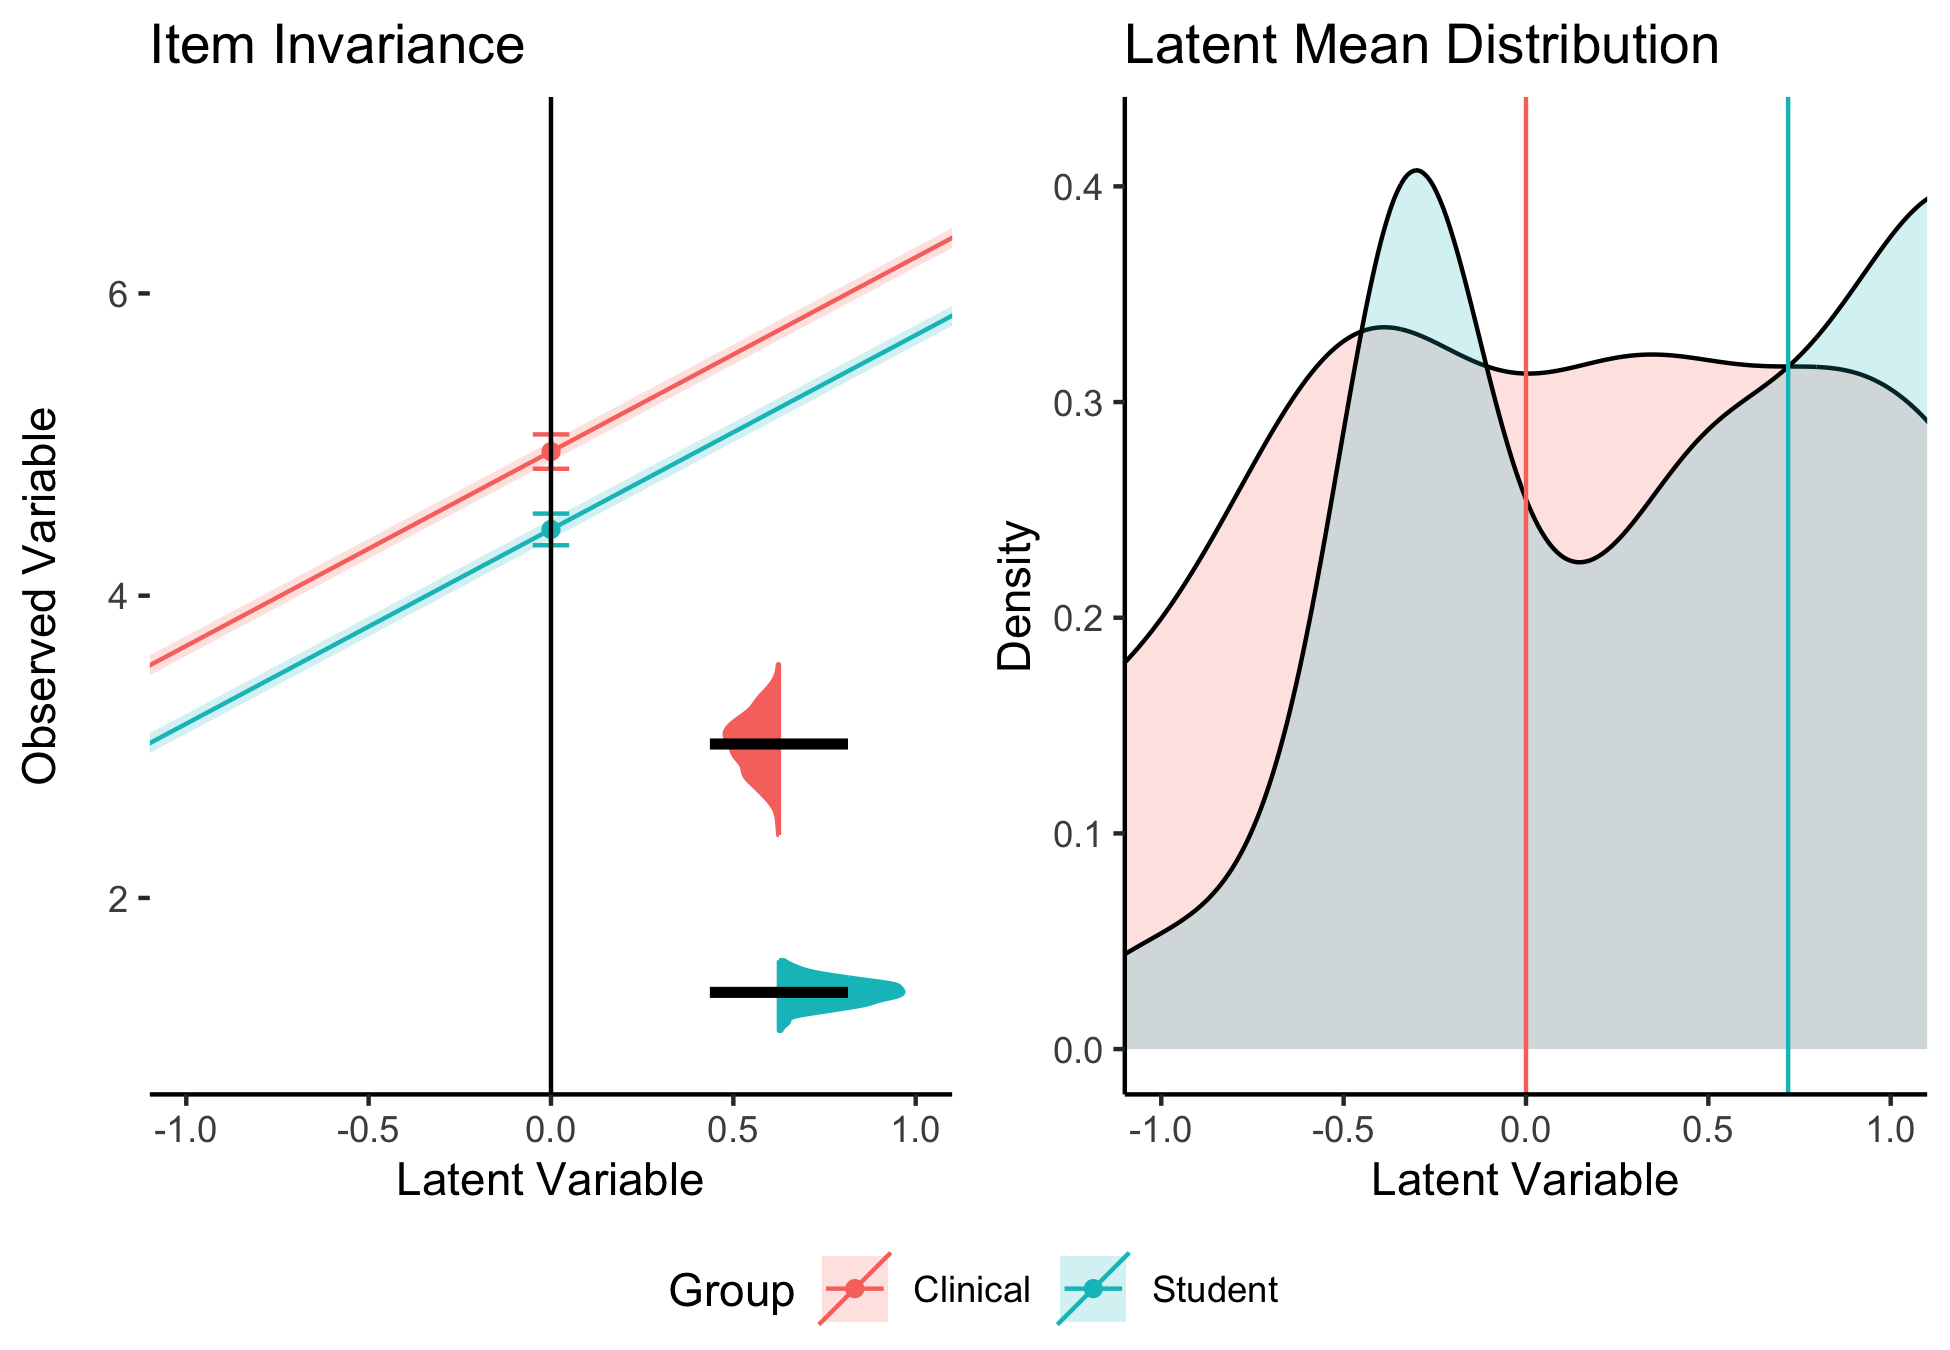 Item Invariance
Observed Variable
6
4
2
-1.0 -0.5 0.0 0.5 1.0
Latent Variable
Latent Mean Distribution
Density
0.4
0.3
0.2
0.1
0.0
-1.0 -0.5 0.0 0.5 1.0
Latent Variable
Group Clinical Student